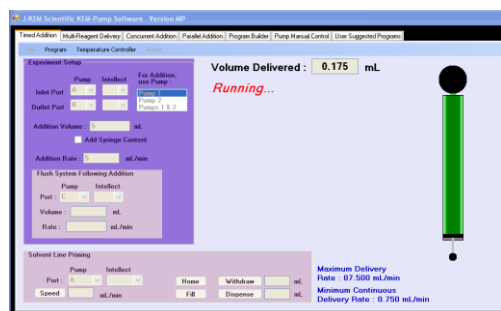 J-KEM Scientific KEM-Pump Software Version MP
Timed Addition Multi-Reagent Delivery Concurrent Addition Parallel Addition Program Builder Pump Manual Control User Suggested Programs
Program Temperature Controller About
Experiment Setup
Volume Delivered : 0.175 mL
Running...
Pump Intellect
For Addition, use Pump :
Inlet Port A
Pump 1
Outlet Port B
Pump 2
Pumps 1 & 2
Addition Volume : 5 mL
Add Syringe Content
Addition Rate : 5 mL/min
Flush System Following Addition
Pump Intellect
Port : C
Volume : mL
Rate : mL/min
Solvent Line Priming
Pump Intellect
Port : A
Home Withdraw mL
Speed mL/min
Fill Dispense mL
Maximum Delivery
Rate : 87.500 mL/min
Minimum Continuous
Delivery Rate : 0.750 mL/min